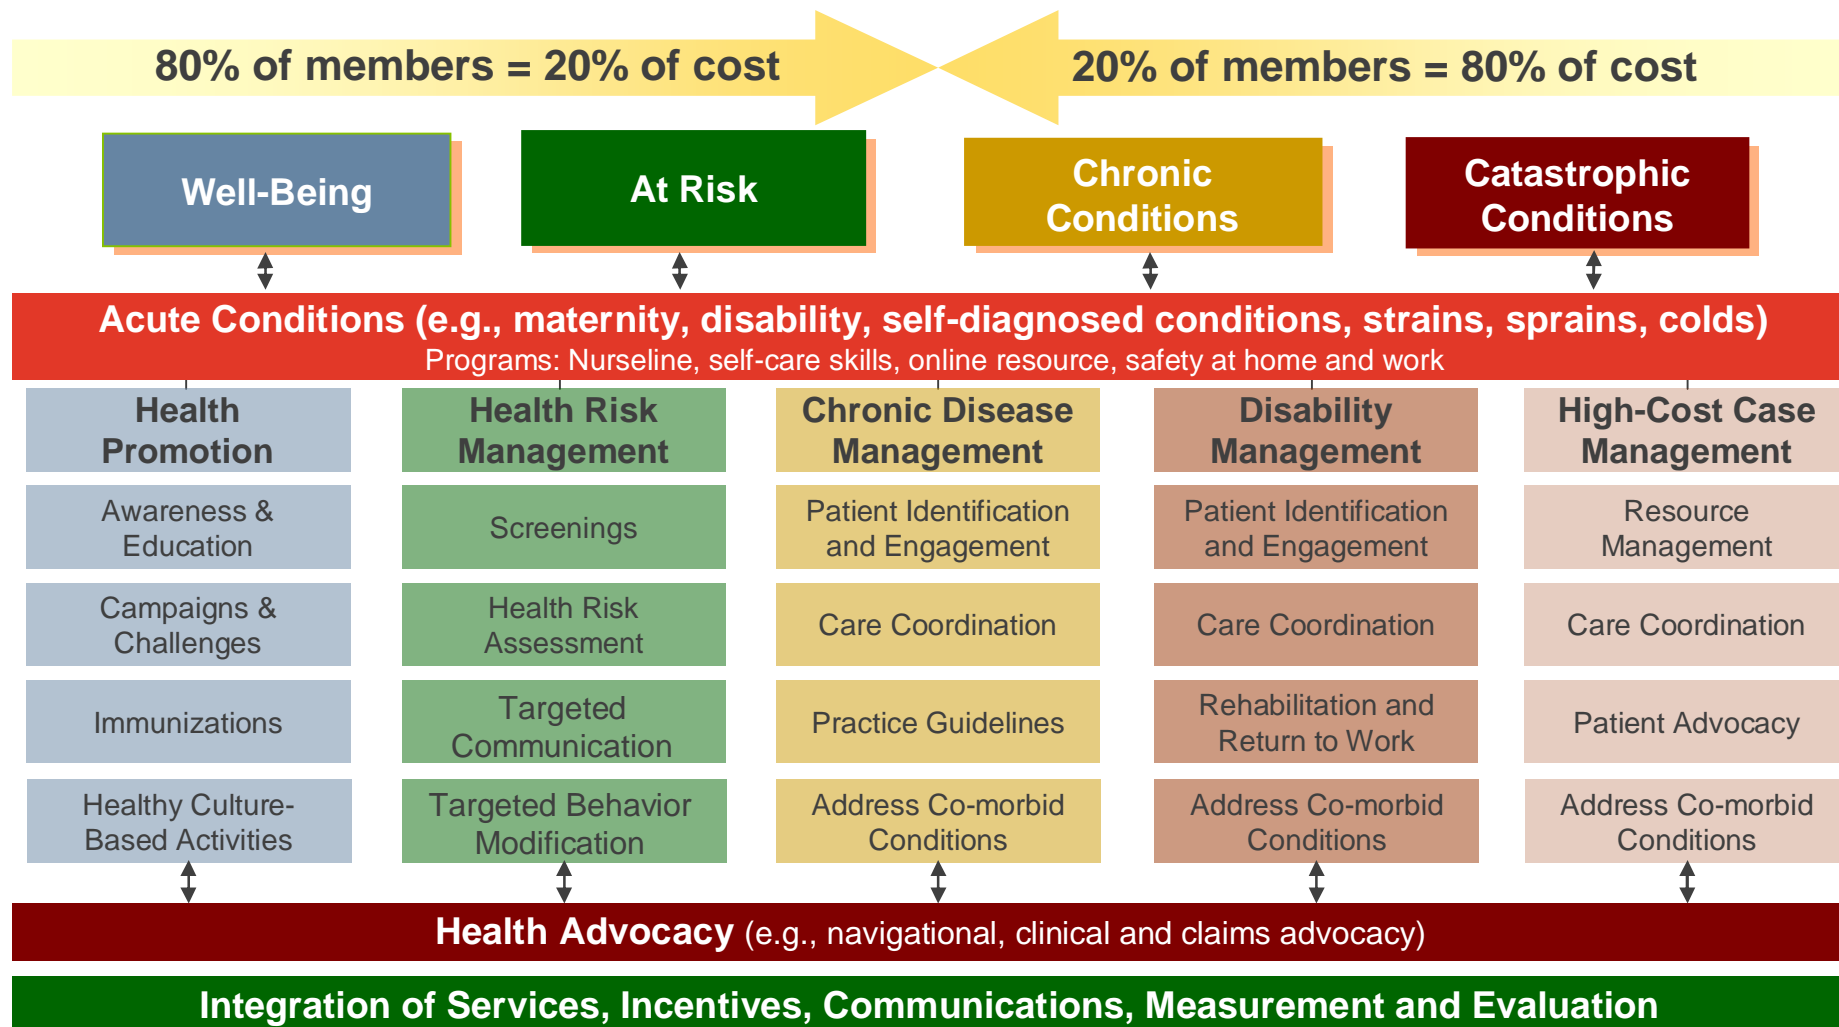 80% of members = 20% of cost
20% of members = 80% of cost
Well-Being
At Risk
Chronic
Conditions
Catastrophic
Conditions
Acute Conditions (e.g., maternity, disability, self-diagnosed conditions, strains, sprains, colds)
Programs: Nurseline, self-care skills, online resource, safety at home and work
Health
Promotion
Awareness &
Education
Campaigns &
Challenges
Immunizations
Healthy Culture-
Based Activities
Health Risk
Management
Screenings
Health Risk
Assessment
Targeted
Communication
Targeted Behavior
Modification
Chronic Disease
Management
Patient Identification
and Engagement
Care Coordination
Practice Guidelines
Address Co-morbid
Conditions
Disability
Management
Patient Identification
and Engagement
Care Coordination
Rehabilitation and
Return to Work
Address Co-morbid
Conditions
High-Cost Case
Management
Resource
Management
Care Coordination
Patient Advocacy
Address Co-morbid
Conditions
Health Advocacy (e.g., navigational, clinical and claims advocacy)
Integration of Services, Incentives, Communications, Measurement and Evaluation